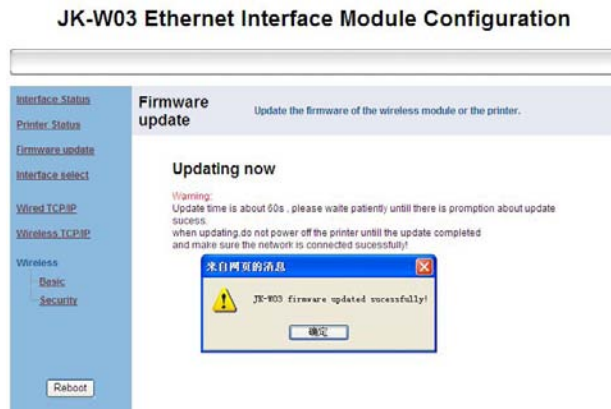 JK-W03 Ethernet Interface Module Configuration
Interface Status
Printer Status
Firmware update
Interface select
Wired TCP/IP
Wireless TCP/IP
Wireless
Basic
Security
Reboot
Firmware
update
Update the firmware of the wireless module or the printer.
Updating now
Warning:
Update time is about 60s , please waite patiently untill there is promption about update
sucess.
when updating,do not power off the printer untill the update completed
and make sure the network is connected sucessfully!
来自网页的消息
JK-W03 firmware updated sucessfully!
确定